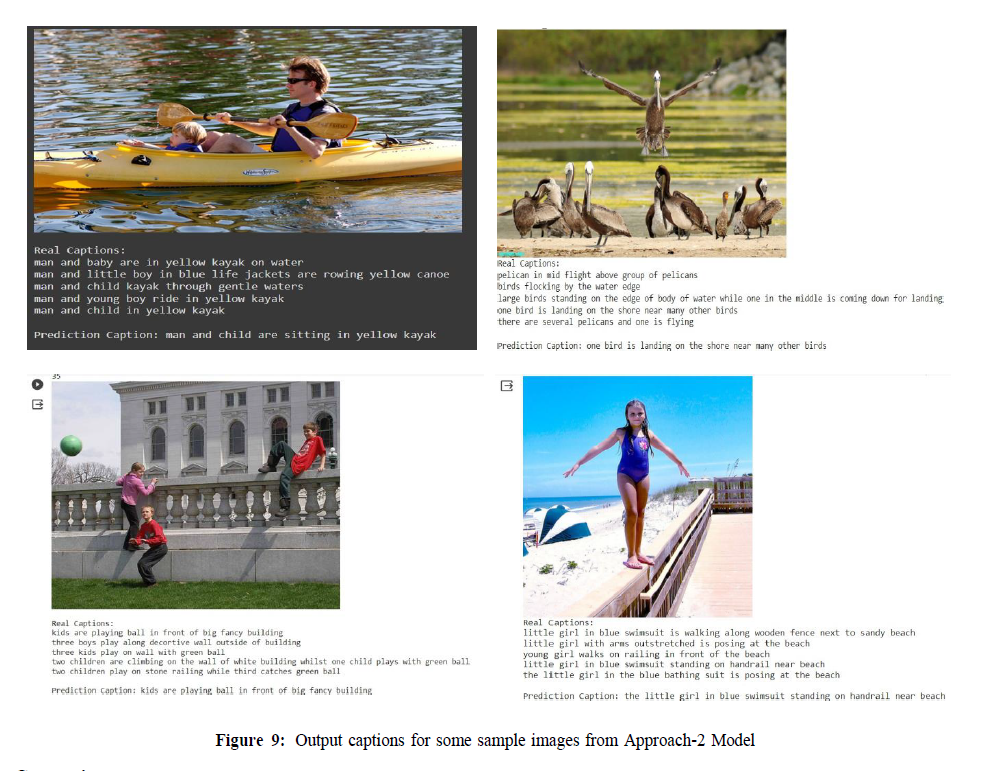 Real Captions:
man and baby are in yellow kayak on water
man and little boy in blue life jackets are rowing yellow canoe
man and child kayak through gentle waters
man and young boy ride in yellow kayak
man and child in yellow kayak
Prediction Caption: man and child are sitting in yellow kayak
Real Captions:
pelican in mid flight above group of pelicans
birds flocking by the water edge
large birds standing on the edge of body of water while one in the middle is coming down for landing
one bird is landing on the shore near many other birds
there are several pelicans and one is flying
Prediction Caption: one bird is landing on the shore near many other birds
35
Real Captions:
kids are playing ball in front of big fancy building
three boys play along decortive wall outside of building
three kids play on wall with green ball
two children are climbing on the wall of white building whilst one child plays with green ball
two children play on stone railing while third catches green ball
Prediction Caption: kids are playing ball in front of big fancy building
Real Captions:
little girl in blue swimsuit is walking along wooden fence next to sandy beach
little girl with arms outstretched is posing at the beach
young girl walks on railing in front of the beach
little girl in blue swimsuit standing on handrail near beach
the little girl in the blue bathing suit is posing at the beach
Prediction Caption: the little girl in blue swimsuit standing on handrail near beach
Figure 9: Output captions for some sample images from Approach-2 Model